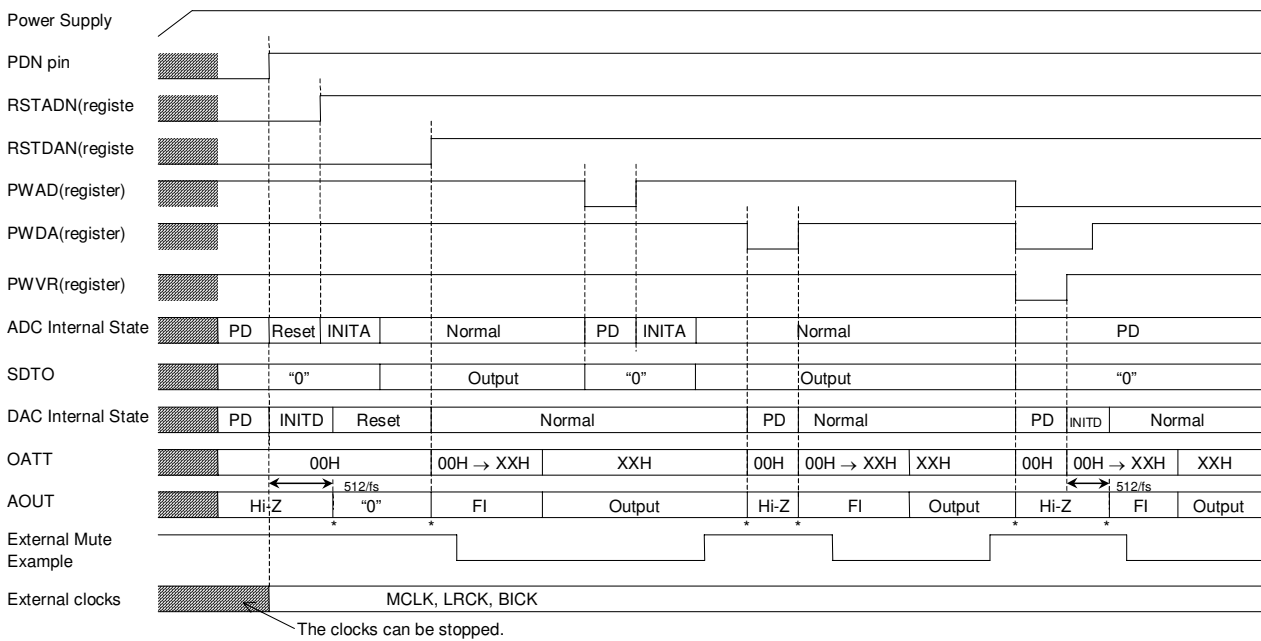 Power Supply
PDN pin
RSTADN(registe
RSTDAN(registe
PWAD(register)
PWDA(register)
PWVR(register)
ADC Internal State PD Reset INITA Normal PD INITA Normal PD
SDTO “0” Output “0” Output “0”
DAC Internal State PD INITD Reset Normal PD Normal PD INITD Normal
OATT 00H 00H → XXH XXH 00H 00H → XXH XXH 00H 00H → XXH XXH
512/fs 512/fs
AOUT Hi-Z “0” FI Output Hi-Z FI Output Hi-Z FI Output
* * * * * *
External Mute
Example
External clocks MCLK, LRCK, BICK
The clocks can be stopped.